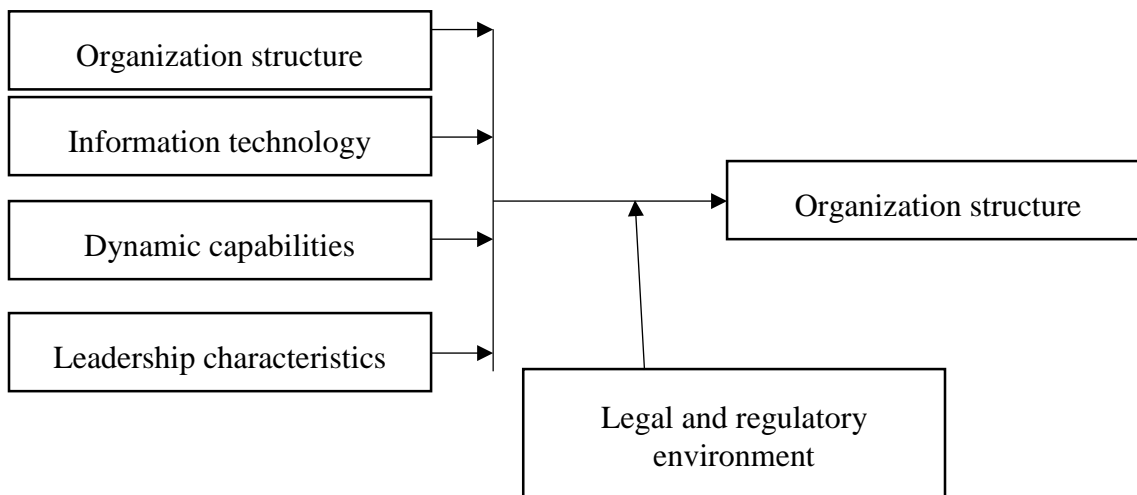 Organization structure
Information technology
Dynamic capabilities
Leadership characteristics
Organization structure
Legal and regulatory
environment